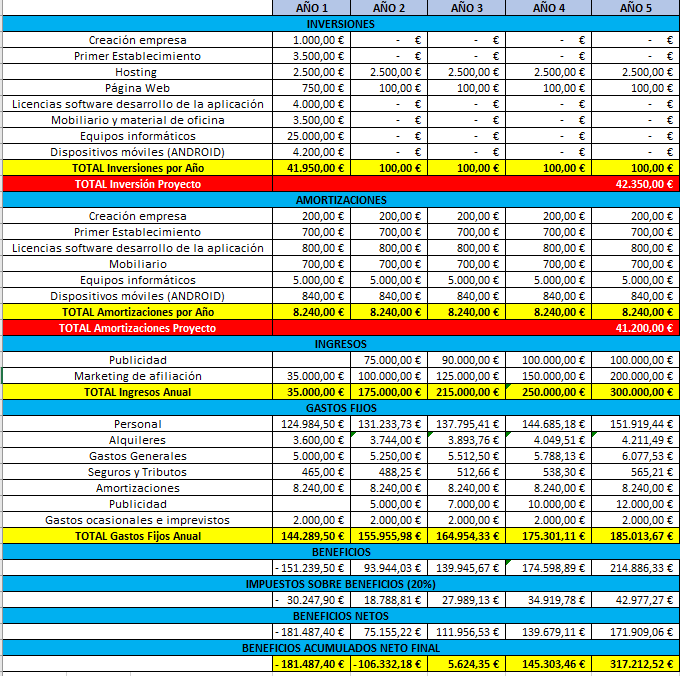 AÑO 1 AÑO 2 AÑO 3 AÑO 4 AÑO 5
INVERSIONES
Creación empresa 1.000,00 € - € - € - € - €
Primer Establecimiento 3.500,00 € - € - € - € - €
Hosting 2.500,00 € 2.500,00 € 2.500,00 € 2.500,00 € 2.500,00 €
Página Web 750,00 € 100,00 € 100,00 € 100,00 € 100,00 €
Licencias software desarrollo de la aplicación 4.000,00 € - € - € - € - €
Mobiliario y material de oficina 3.500,00 € - € - € - € - €
Equipos informáticos 25.000,00 € - € - € - € - €
Dispositivos móviles (ANDROID) 4.200,00 € - € - € - € - €
TOTAL Inversiones por Año 41.950,00 € 100,00 € 100,00 € 100,00 € 100,00 €
TOTAL Inversión Proyecto 42.350,00 €
AMORTIZACIONES
Creación empresa 200,00 € 200,00 € 200,00 € 200,00 € 200,00 €
Primer Establecimiento 700,00 € 700,00 € 700,00 € 700,00 € 700,00 €
Licencias software desarrollo de la aplicación 800,00 € 800,00 € 800,00 € 800,00 € 800,00 €
Mobiliario 700,00 € 700,00 € 700,00 € 700,00 € 700,00 €
Equipos informáticos 5.000,00 € 5.000,00 € 5.000,00 € 5.000,00 € 5.000,00 €
Dispositivos móviles (ANDROID) 840,00 € 840,00 € 840,00 € 840,00 € 840,00 €
TOTAL Amortizaciones por Año 8.240,00 € 8.240,00 € 8.240,00 € 8.240,00 € 8.240,00 €
TOTAL Amortizaciones Proyecto 41.200,00 €
INGRESOS
Publicidad 75.000,00 € 90.000,00 € 100.000,00 € 100.000,00 €
Marketing de afiliación 35.000,00 € 100.000,00 € 125.000,00 € 150.000,00 € 200.000,00 €
TOTAL Ingresos Anual 35.000,00 € 175.000,00 € 215.000,00 € 250.000,00 € 300.000,00 €
GASTOS FIJOS
Personal 124.984,50 € 131.233,73 € 137.795,41 € 144.685,18 € 151.919,44 €
Alquileres 3.600,00 € 3.744,00 € 3.893,76 € 4.049,51 € 4.211,49 €
Gastos Generales 5.000,00 € 5.250,00 € 5.512,50 € 5.788,13 € 6.077,53 €
Seguros y Tributos 465,00 € 488,25 € 512,66 € 538,30 € 565,21 €
Amortizaciones 8.240,00 € 8.240,00 € 8.240,00 € 8.240,00 € 8.240,00 €
Publicidad 5.000,00 € 7.000,00 € 10.000,00 € 12.000,00 €
Gastos ocasionales e imprevistos 2.000,00 € 2.000,00 € 2.000,00 € 2.000,00 € 2.000,00 €
TOTAL Gastos Fijos Anual 144.289,50 € 155.955,98 € 164.954,33 € 175.301,11 € 185.013,67 €
BENEFICIOS
- 151.239,50 € 93.944,03 € 139.945,67 € 174.598,89 € 214.886,33 €
IMPUESTOS SOBRE BENEFICIOS (20%)
- 30.247,90 € 18.788,81 € 27.989,13 € 34.919,78 € 42.977,27 €
BENEFICIOS NETOS
- 181.487,40 € 75.155,22 € 111.956,53 € 139.679,11 € 171.909,06 €
BENEFICIOS ACUMULADOS NETO FINAL
- 181.487,40 € - 106.332,18 € 5.624,35 € 145.303,46 € 317.212,52 €